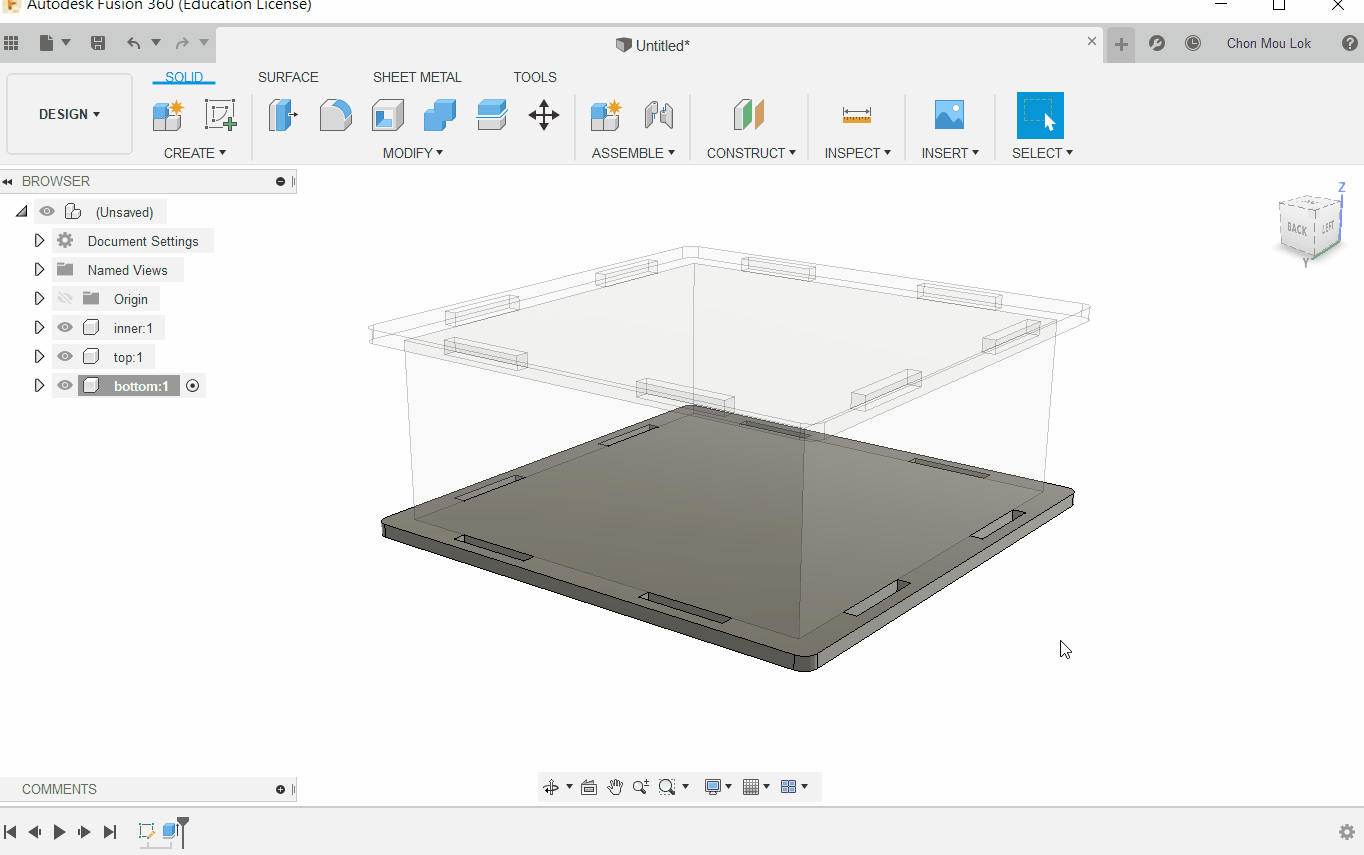 Autodesk Fusion 360 (Education License)
Untitled*
Chon Mou Lok
SOLID SURFACE SHEET METAL TOOLS
DESIGN
CREATE MODIFY ASSEMBLE CONSTRUCT INSPECT INSERT SELECT
BROWSER
(Unsaved)
Document Settings
Named Views
Origin
inner:1
top:1
bottom:1
Z
BACK LEFT
Y
COMMENTS